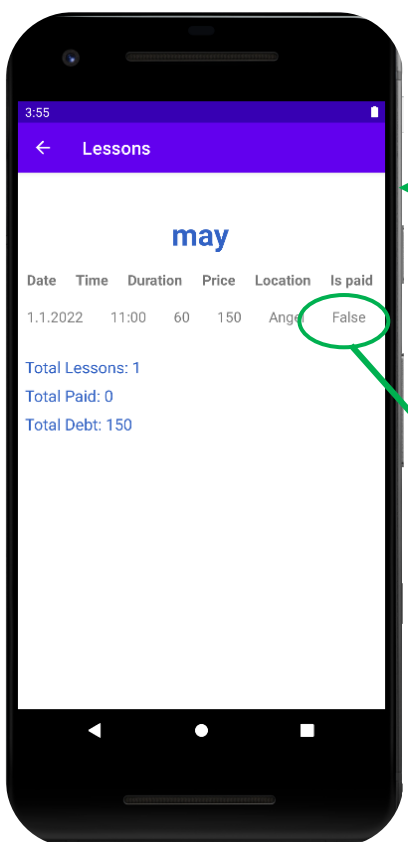 3:55
Lessons
may
Date Time Duration Price Location Is paid
1.1.2022 11:00 60 150 Angel False
Total Lessons: 1
Total Paid: 0
Total Debt: 150